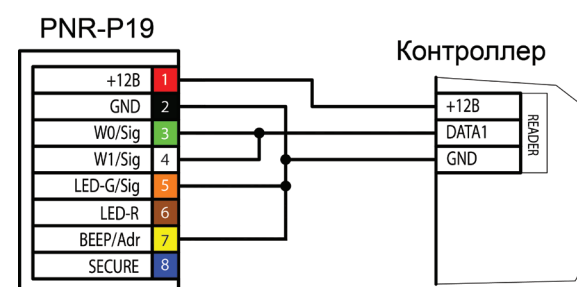 PNR-P19
Контроллер
+12В 1
GND 2
W0/Sig 3
W1/Sig 4
LED-G/Sig 5
LED-R 6
BEEP/Adr 7
SECURE 8
+12В
DATA1
GND
READER